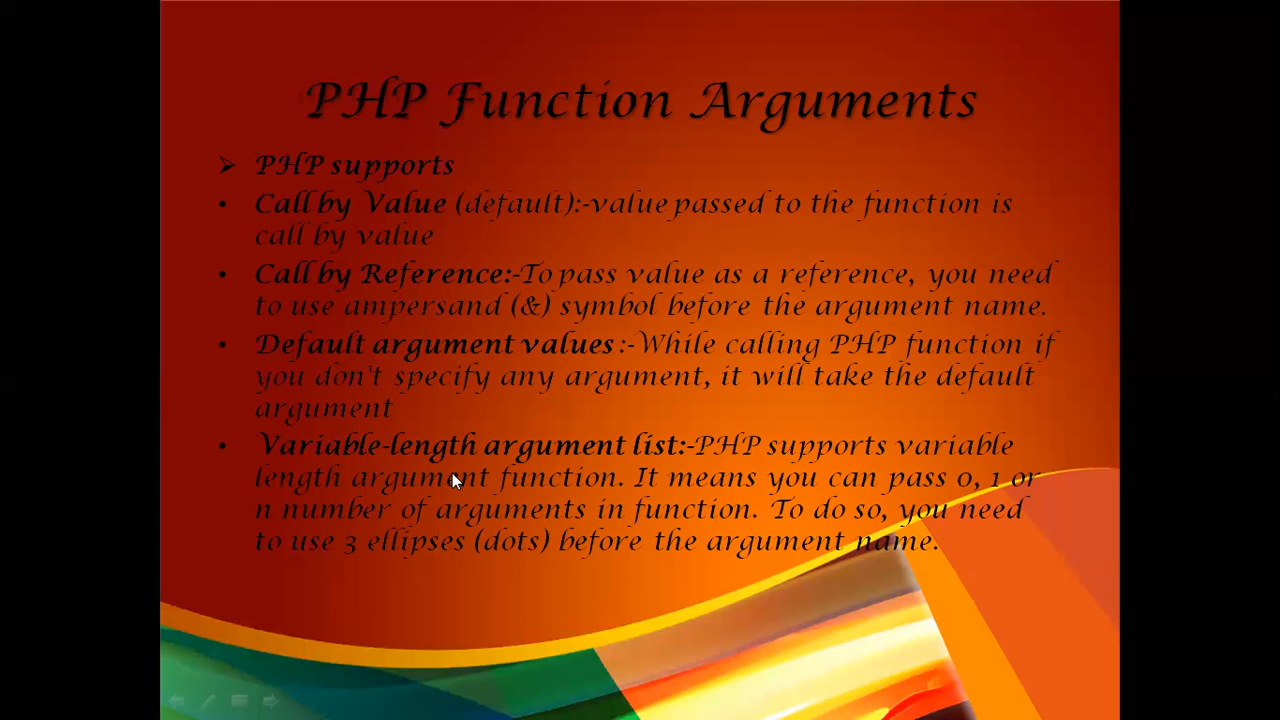 PHP Function Arguments
➢ PHP supports
• Call by Value (default):-value passed to the function is
call by value
• Call by Reference:-To pass value as a reference, you need
to use ampersand (&) symbol before the argument name.
• Default argument values :-While calling PHP function if
you don't specify any argument, it will take the default
argument
• Variable-length argument list:-PHP supports variable
length argument function. It means you can pass 0, 1 or
n number of arguments in function. To do so, you need
to use 3 ellipses (dots) before the argument name.